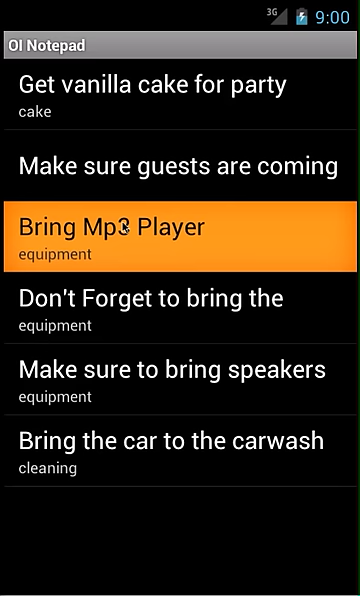 3G 9:00
OI Notepad
Get vanilla cake for party
cake
Make sure guests are coming
Bring Mp3 Player
equipment
Don't Forget to bring the
equipment
Make sure to bring speakers
equipment
Bring the car to the carwash
cleaning